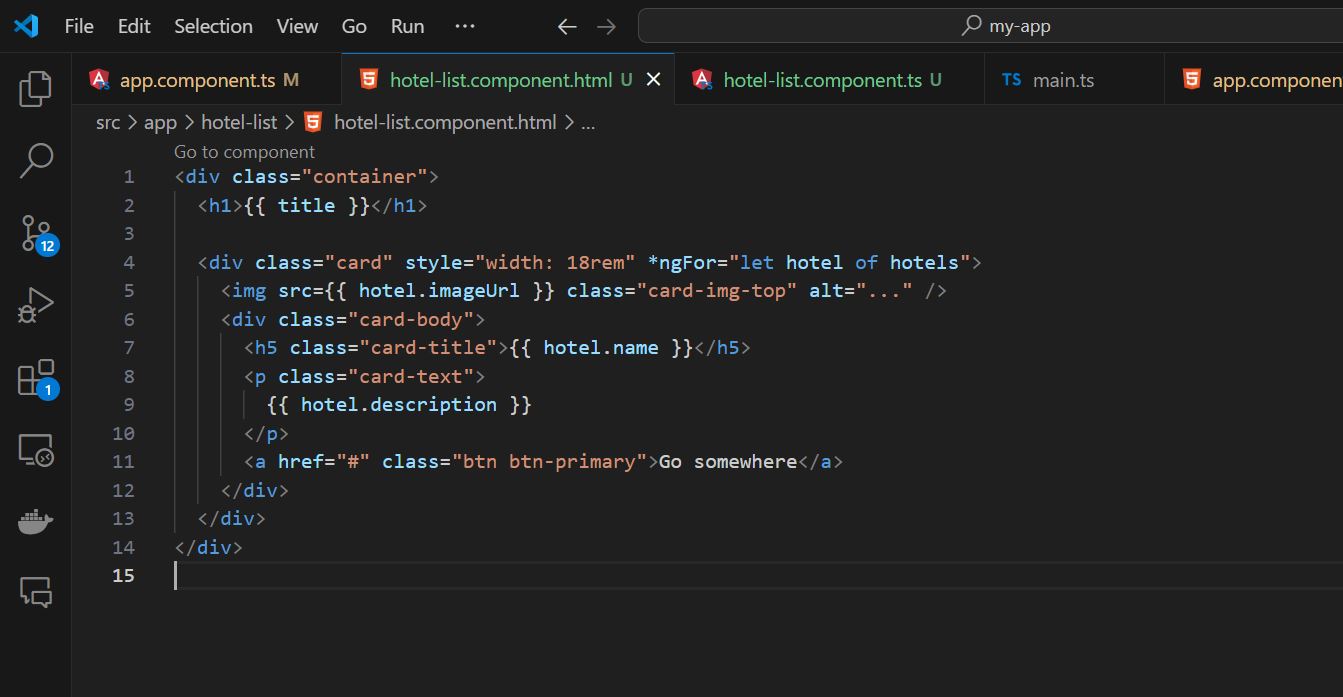 File Edit Selection View Go Run ... my-app
app.component.ts M hotel-list.component.html U hotel-list.component.ts U TS main.ts app.componen
src > app > hotel-list > hotel-list.component.html > ...
Go to component
1 <div class="container">
2 <h1>{{ title }}</h1>
3
4 <div class="card" style="width: 18rem" *ngFor="let hotel of hotels">
5 <img src={{ hotel.imageUrl }} class="card-img-top" alt="..." />
6 <div class="card-body">
7 <h5 class="card-title">{{ hotel.name }}</h5>
8 <p class="card-text">
9 {{ hotel.description }}
10 </p>
11 <a href="#" class="btn btn-primary">Go somewhere</a>
12 </div>
13 </div>
14 </div>
15
12
1